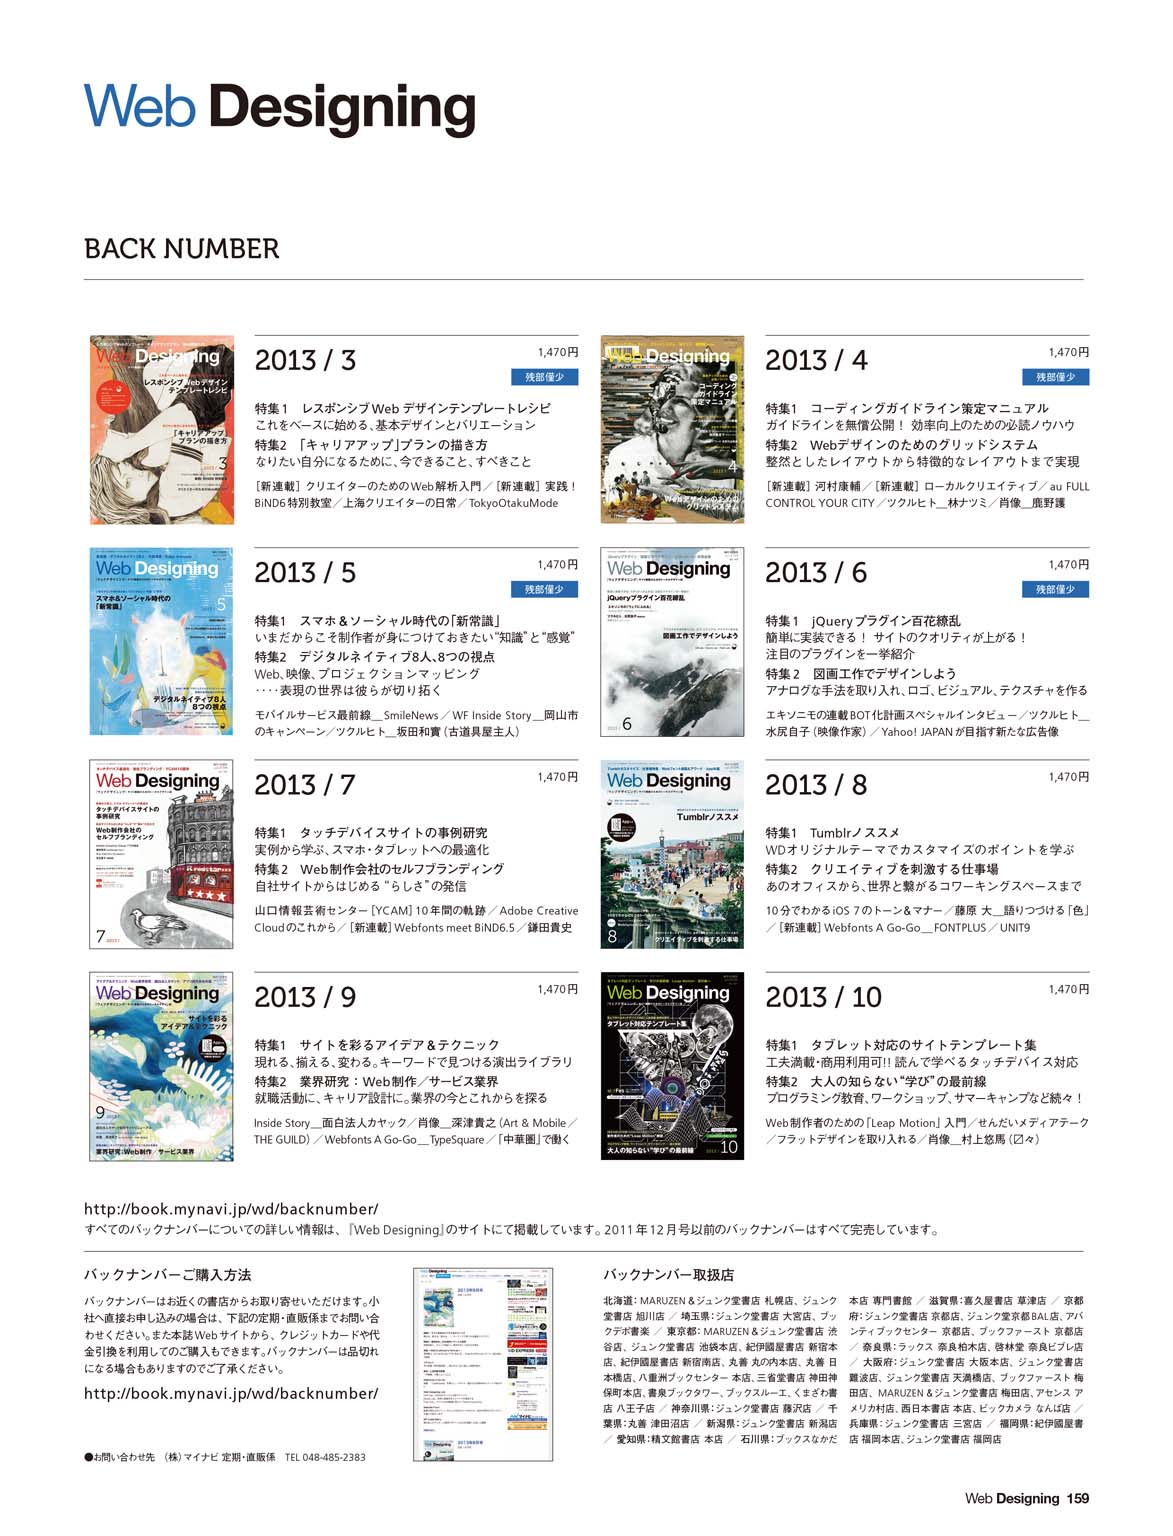 Web Designing
BACK NUMBER
2013 / 3
1,470円
残部僅少
特集1　レスポンシブWebデザインテンプレートレシピ
これをベースに始める、基本デザインとバリエーション
特集2　「キャリアアップ」プランの描き方
なりたい自分になるために、今できること、すべきこと
［新連載］クリエイターのためのWeb解析入門／［新連載］実践！
BiND6特別教室／上海クリエイターの日常／TokyoOtakuMode
2013 / 4
1,470円
残部僅少
特集1　コーディングガイドライン策定マニュアル
ガイドラインを無償公開！ 効率向上のための必読ノウハウ
特集2　Webデザインのためのグリッドシステム
整然としたレイアウトから特徴的なレイアウトまで実現
［新連載］河村康輔／［新連載］ローカルクリエイティブ／au FULL
CONTROL YOUR CITY／ツクルヒト__林ナツミ／肖像__鹿野護
2013 / 5
1,470円
残部僅少
特集1　スマホ＆ソーシャル時代の「新常識」
いまだからこそ制作者が身につけておきたい“知識”と“感覚”
特集2　デジタルネイティブ8人、8つの視点
Web、映像、プロジェクションマッピング
‥‥表現の世界は彼らが切り拓く
モバイルサービス最前線__SmileNews／WF Inside Story__岡山市
のキャンペーン／ツクルヒト__坂田和實（古道具屋主人）
2013 / 6
1,470円
残部僅少
特集1　jQueryプラグイン百花繚乱
簡単に実装できる！ サイトのクオリティが上がる！
注目のプラグインを一挙紹介
特集2　図画工作でデザインしよう
アナログな手法を取り入れ、ロゴ、ビジュアル、テクスチャを作る
エキソニモの連載BOT化計画スペシャルインタビュー／ツクルヒト__
水尻自子（映像作家）／Yahoo! JAPANが目指す新たな広告像
2013 / 7
1,470円
特集1　タッチデバイスサイトの事例研究
実例から学ぶ、スマホ・タブレットへの最適化
特集2　Web制作会社のセルフブランディング
自社サイトからはじめる“らしさ”の発信
山口情報芸術センター［YCAM］10年間の軌跡／Adobe Creative
Cloudのこれから／［新連載］Webfonts meet BiND6.5／鎌田貴史
2013 / 8
1,470円
特集1　Tumblrノススメ
WDオリジナルテーマでカスタマイズのポイントを学ぶ
特集2　クリエイティブを刺激する仕事場
あのオフィスから、世界と繋がるコワーキングスペースまで
10分でわかるiOS 7のトーン＆マナー／藤原 大__語りつづける「色」
／［新連載］Webfonts A Go-Go__FONTPLUS／UNIT9
2013 / 9
1,470円
特集1　サイトを彩るアイデア＆テクニック
現れる、揃える、変わる。キーワードで見つける演出ライブラリ
特集2　業界研究：Web制作／サービス業界
就職活動に、キャリア設計に。業界の今とこれからを探る
Inside Story__面白法人カヤック／肖像__深津貴之（Art & Mobile／
THE GUILD）／Webfonts A Go-Go__TypeSquare／「中華圏」で働く
2013 / 10
1,470円
特集1　タブレット対応のサイトテンプレート集
工夫満載・商用利用可!! 読んで学べるタッチデバイス対応
特集2　大人の知らない“学び”の最前線
プログラミング教育、ワークショップ、サマーキャンプなど続々！
Web制作者のための「Leap Motion」入門／せんだいメディアテーク
／フラットデザインを取り入れる／肖像__村上悠馬（〼々）
http://book.mynavi.jp/wd/backnumber/
すべてのバックナンバーについての詳しい情報は、『Web Designing』のサイトにて掲載しています。2011年12月号以前のバックナンバーはすべて完売しています。
バックナンバーご購入方法
バックナンバーはお近くの書店からお取り寄せいただけます。小
社へ直接お申し込みの場合は、下記の定期・直販係までお問い合
わせください。また本誌Webサイトから、クレジットカードや代
金引換を利用してのご購入もできます。バックナンバーは品切れ
になる場合もありますのでご了承ください。
http://book.mynavi.jp/wd/backnumber/
●お問い合わせ先　（株）マイナビ 定期・直販係　TEL 048-485-2383
バックナンバー取扱店
北海道：MARUZEN＆ジュンク堂書店 札幌店、ジュンク
堂書店 旭川店 ／ 埼玉県：ジュンク堂書店 大宮店、ブッ
クデポ書楽 ／ 東京都：MARUZEN＆ジュンク堂書店 渋
谷店、ジュンク堂書店 池袋本店、紀伊國屋書店 新宿本
店、紀伊國屋書店 新宿南店、丸善 丸の内本店、丸善 日
本橋店、八重洲ブックセンター 本店、三省堂書店 神田神
保町本店、書泉ブックタワー、ブックスルーエ、くまざわ書
店 八王子店 ／ 神奈川県：ジュンク堂書店 藤沢店 ／ 千
葉県：丸善 津田沼店 ／ 新潟県：ジュンク堂書店 新潟店
／ 愛知県：精文館書店 本店 ／ 石川県：ブックスなかだ
本店 専門書館 ／ 滋賀県：喜久屋書店 草津店 ／ 京都
府：ジュンク堂書店 京都店、ジュンク堂京都BAL店、アバ
ンティブックセンター 京都店、ブックファースト 京都店
／ 奈良県：ラックス 奈良柏木店、啓林堂 奈良ビブレ店
／ 大阪府：ジュンク堂書店 大阪本店、ジュンク堂書店
難波店、ジュンク堂書店 天満橋店、ブックファースト 梅
田店、MARUZEN＆ジュンク堂書店 梅田店、アセンス ア
メリカ村店、西日本書店 本店、ビックカメラ なんば店 ／
兵庫県：ジュンク堂書店 三宮店 ／ 福岡県：紀伊國屋書
店 福岡本店、ジュンク堂書店 福岡店
Web Designing 159